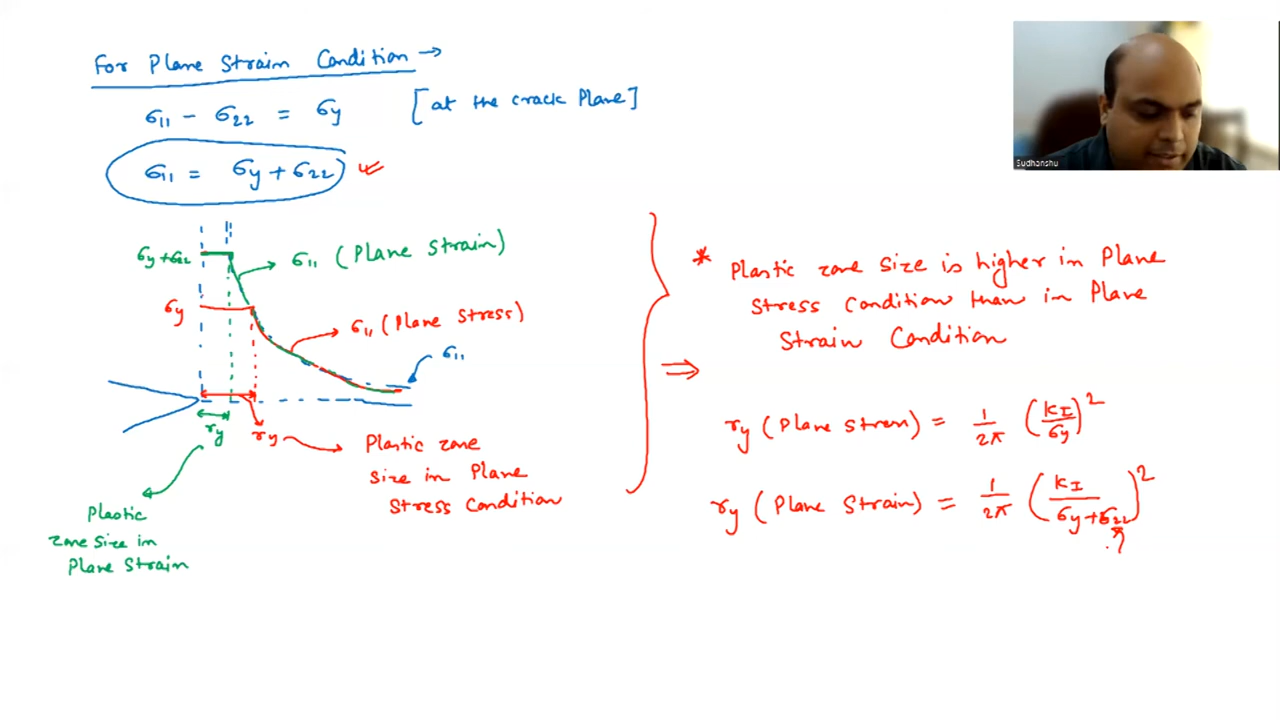 For Plane Strain Condition →
σ11 - σ22 = σy [at the crack Plane]
σ11 = σy + σ22
Sudhanshu
σy+σ22
σ11 (Plane Strain)
σy
σ11 (Plane Stress)
σ11
ry
ry
Plastic zone
size in Plane
Stress Condition
Plastic
zone size in
Plane Strain
* Plastic zone size is higher in Plane
Stress Condition than in Plane
Strain Condition
⇒
ry (Plane Stress) = 1/2π (KI/σy)^2
ry (Plane Strain) = 1/2π (KI/σy+σ22)^2
?